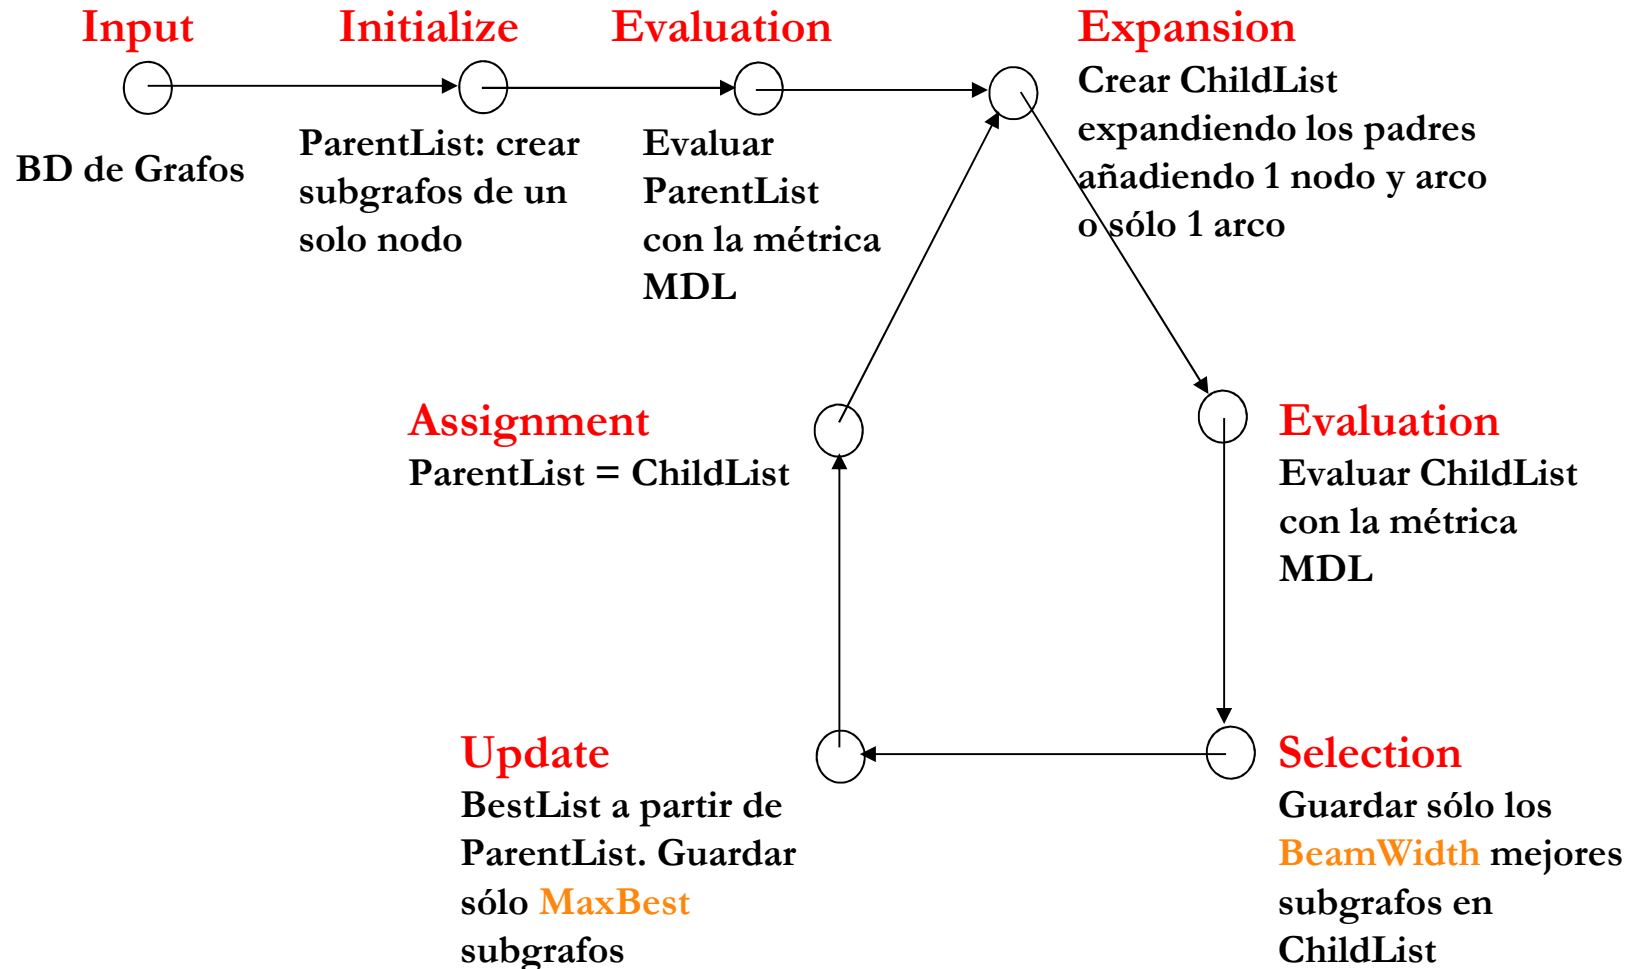 Input
BD de Grafos
Initialize
ParentList: crear
subgrafos de un
solo nodo
Evaluation
Evaluar
ParentList
con la métrica
MDL
Expansion
Crear ChildList
expandiendo los padres
añadiendo 1 nodo y arco
o sólo 1 arco
Evaluation
Evaluar ChildList
con la métrica
MDL
Selection
Guardar sólo los
BeamWidth mejores
subgrafos en
ChildList
Update
BestList a partir de
ParentList. Guardar
sólo MaxBest
subgrafos
Assignment
ParentList = ChildList